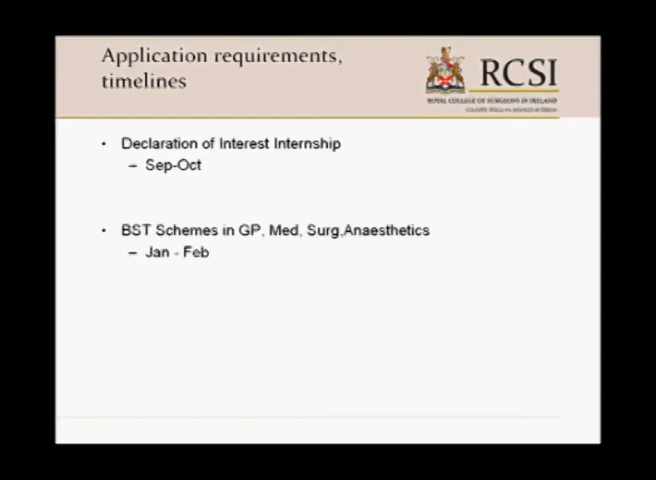 Application requirements,
timelines
RCSI
ROYAL COLLEGE OF SURGEONS IN IRELAND
• Declaration of Interest Internship
– Sep-Oct
• BST Schemes in GP, Med, Surg,Anaesthetics
– Jan - Feb